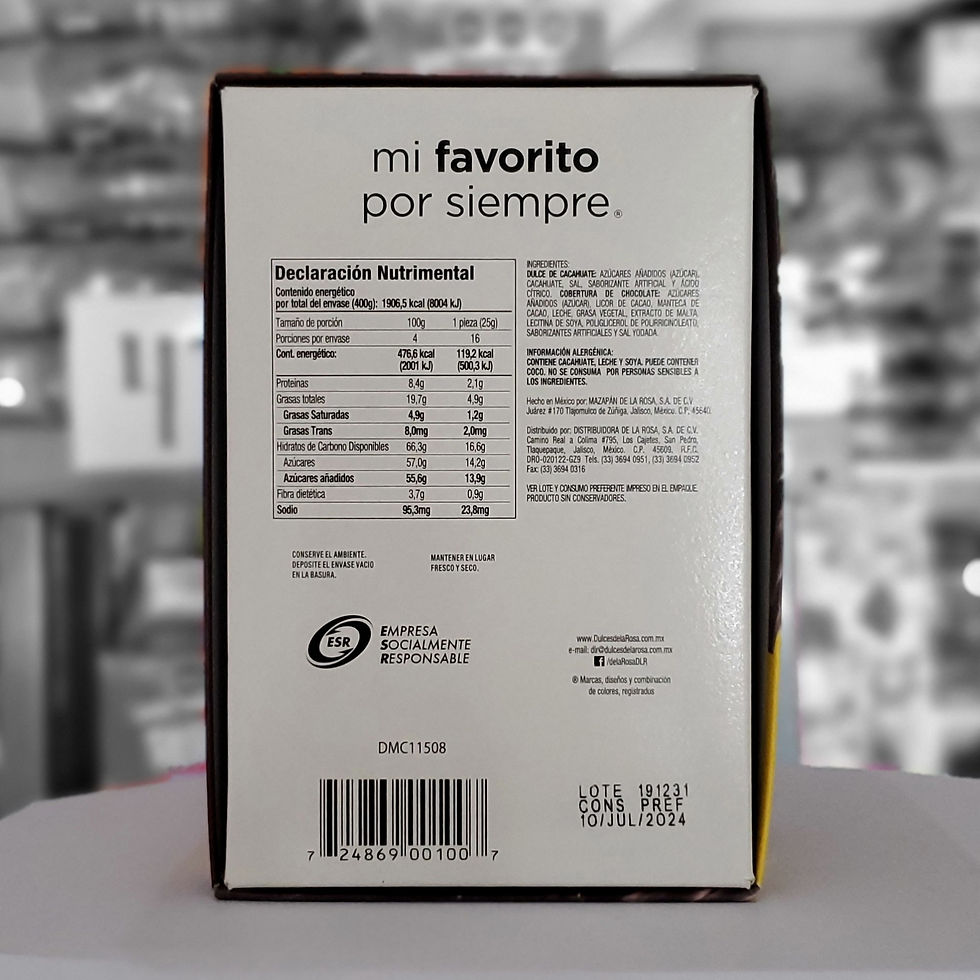 mi favorito
por siempre®
Declaración Nutrimental
Contenido energético
por total del envase (400g): 1906,5 kcal (8004 kJ)
Tamaño de porción 100g 1 pieza (25g)
Porciones por envase 4 16
Cont. energético: 476,6 kcal 119,2 kcal
(2001 kJ) (500,3 kJ)
Proteínas 8,4g 2,1g
Grasas totales 19,7g 4,9g
Grasas Saturadas 4,9g 1,2g
Grasas Trans 8,0mg 2,0mg
Hidratos de Carbono Disponibles 66,3g 16,6g
Azúcares 57,0g 14,2g
Azúcares añadidos 55,6g 13,9g
Fibra dietética 3,7g 0,9g
Sodio 95,3mg 23,8mg
INGREDIENTES:
DULCE DE CACAHUATE: AZÚCARES AÑADIDOS (AZÚCAR),
CACAHUATE, SAL, SABORIZANTE ARTIFICIAL Y ÁCIDO
CÍTRICO. COBERTURA DE CHOCOLATE: AZÚCARES
AÑADIDOS (AZÚCAR), LICOR DE CACAO, MANTECA DE
CACAO, LECHE, GRASA VEGETAL, EXTRACTO DE MALTA,
LECITINA DE SOYA, POLIGLICEROL DE POLIRRICINOLEATO,
SABORIZANTES ARTIFICIALES Y SAL YODADA.
INFORMACIÓN ALERGÉNICA:
CONTIENE CACAHUATE, LECHE Y SOYA. PUEDE CONTENER
COCO. NO SE CONSUMA POR PERSONAS SENSIBLES A
LOS INGREDIENTES.
Hecho en México por: MAZAPÁN DE LA ROSA, S.A. DE C.V
Juárez #170 Tlajomulco de Zúñiga, Jalisco, México. C.P. 45640.
Distribuido por: DISTRIBUIDORA DE LA ROSA, S.A. DE C.V.
Camino Real a Colima #795, Los Cajetes, San Pedro,
Tlaquepaque, Jalisco, México. C.P. 45609. R.F.C.
DRO-020122-GZ9 Tels. (33) 3694 0951, (33) 3694 0952
Fax: (33) 3694 0316
VER LOTE Y CONSUMO PREFERENTE IMPRESO EN EL EMPAQUE.
PRODUCTO SIN CONSERVADORES.
CONSERVE EL AMBIENTE.
DEPOSITE EL ENVASE VACIO
EN LA BASURA.
MANTENER EN LUGAR
FRESCO Y SECO.
ESR
EMPRESA
SOCIALMENTE
RESPONSABLE
www.DulcesdelaRosa.com.mx
e-mail: dlr@dulcesdelarosa.com.mx
f /delaRosaDLR
® Marcas, diseños y combinación
de colores, registradus
DMC11508
7 24869 00100 7
LOTE 191231
CONS PREF
10/JUL/2024